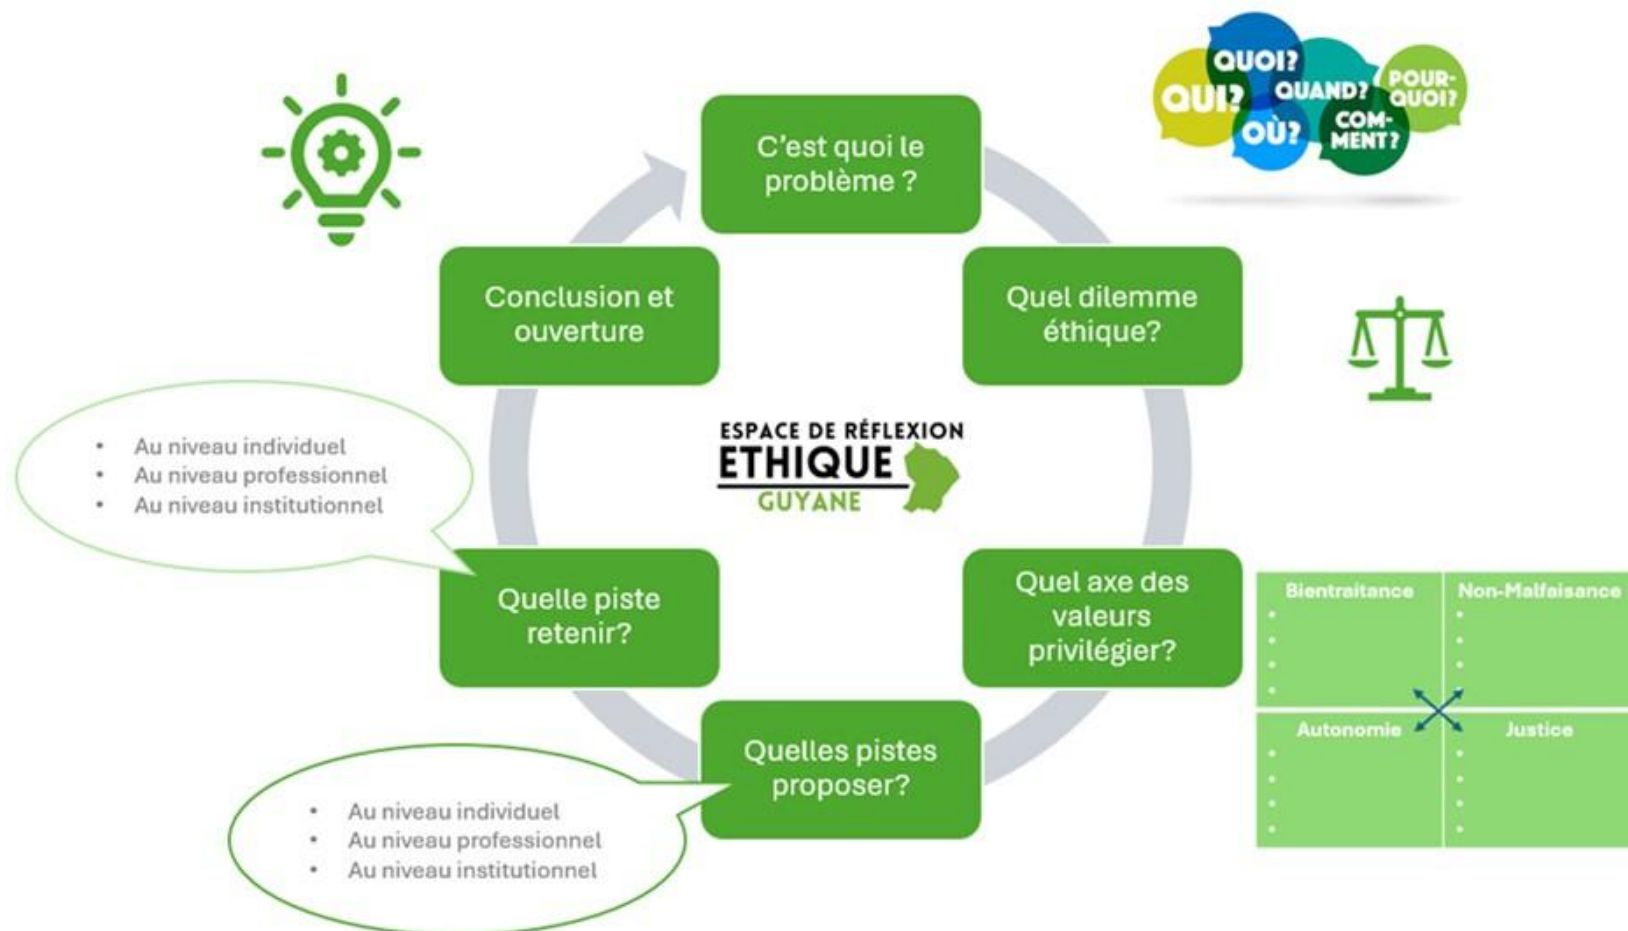 QUOI?
QUI?
QUAND?
POUR-
QUOI?
OÙ?
COM-
MENT?
C'est quoi le
problème ?
Quel dilemme
éthique?
Quel axe des
valeurs
privilégier?
Bientraitance
Non-Malfaisance
Autonomie
Justice
Quelles pistes
proposer?
• Au niveau individuel
• Au niveau professionnel
• Au niveau institutionnel
Quelle piste
retenir?
• Au niveau individuel
• Au niveau professionnel
• Au niveau institutionnel
Conclusion et
ouverture
ESPACE DE RÉFLEXION
ETHIQUE
GUYANE